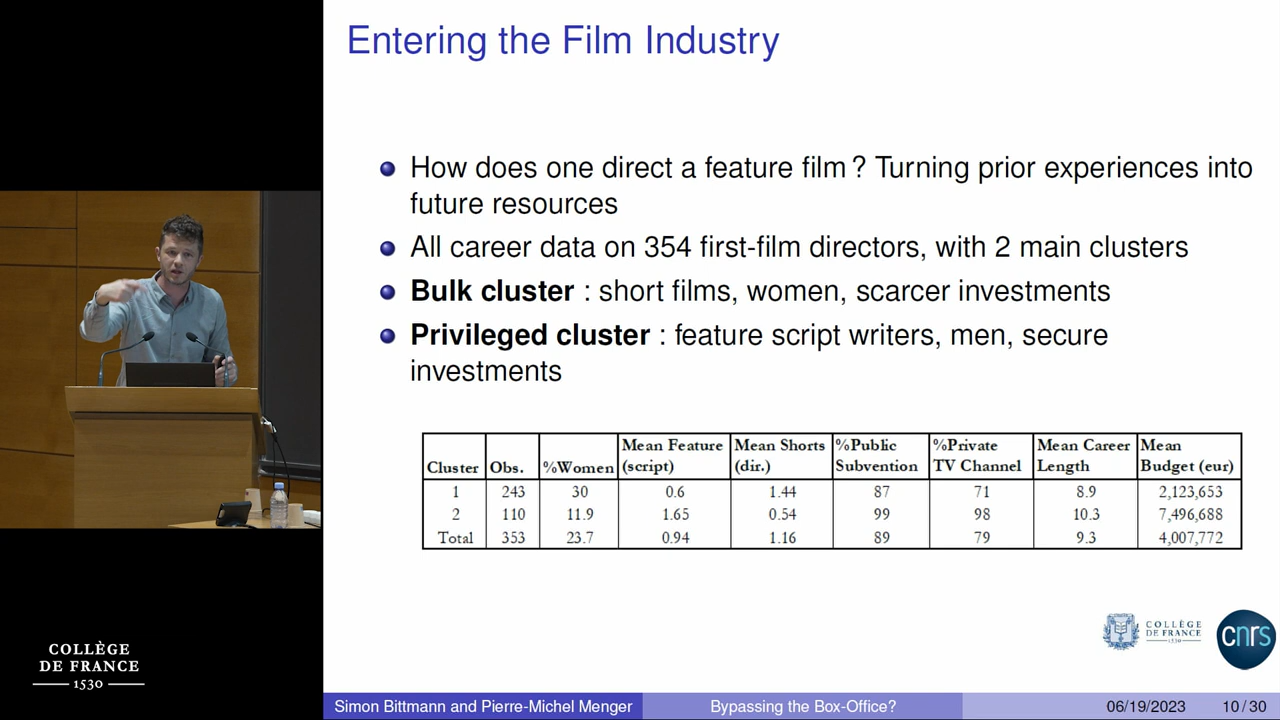 Entering the Film Industry
How does one direct a feature film ? Turning prior experiences into
future resources
All career data on 354 first-film directors, with 2 main clusters
Bulk cluster : short films, women, scarcer investments
Privileged cluster : feature script writers, men, secure
investments
Cluster Obs. %Women Mean Feature (script) Mean Shorts (dir.) %Public Subvention %Private TV Channel Mean Career Length Mean Budget (eur)
1 243 30 0.6 1.44 87 71 8.9 2,123,653
2 110 11.9 1.65 0.54 99 98 10.3 7,496,688
Total 353 23.7 0.94 1.16 89 79 9.3 4,007,772
COLLÈGE
DE FRANCE
1530
cnrs
COLLÈGE
DE FRANCE
1530
Simon Bittmann and Pierre-Michel Menger Bypassing the Box-Office? 06/19/2023 10 / 30